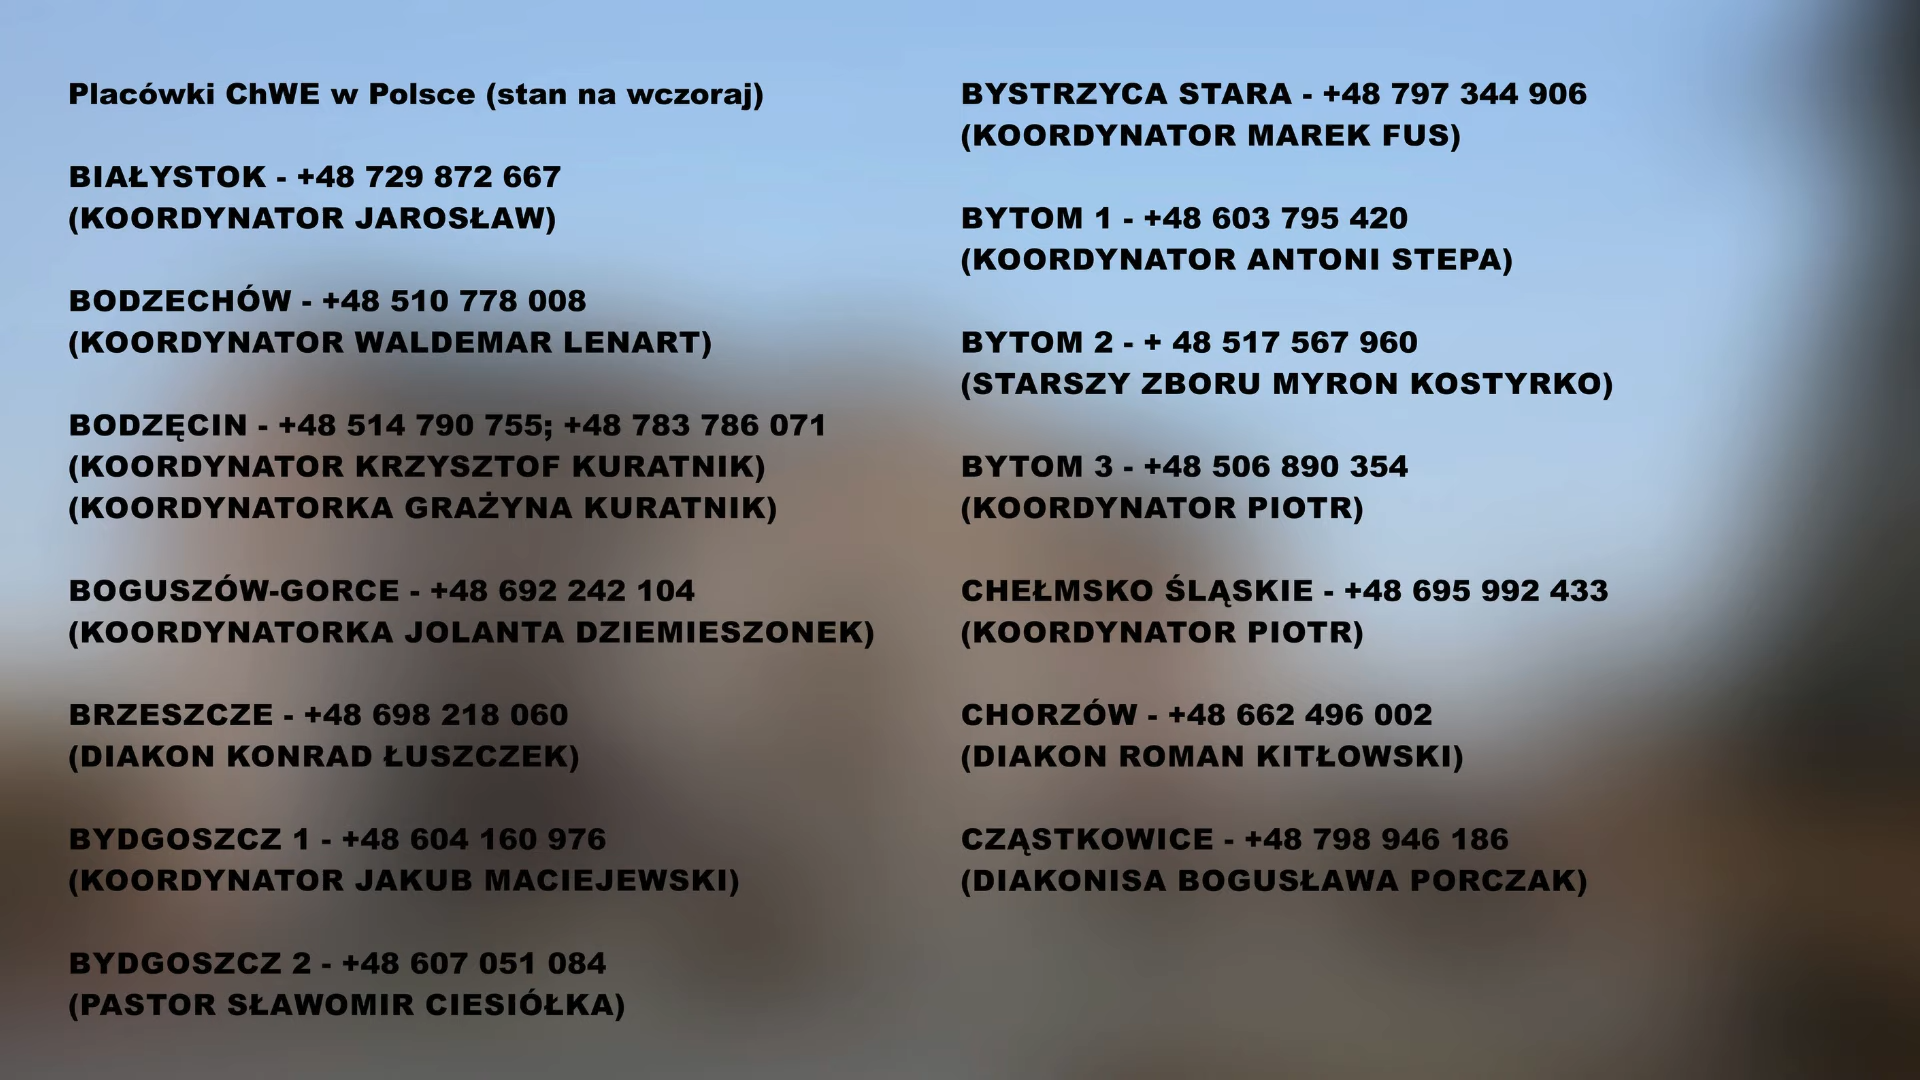 Placówki ChWE w Polsce (stan na wczoraj)
BIAŁYSTOK - +48 729 872 667
(KOORDYNATOR JAROSŁAW)
BODZECHÓW - +48 510 778 008
(KOORDYNATOR WALDEMAR LENART)
BODZĘCIN - +48 514 790 755; +48 783 786 071
(KOORDYNATOR KRZYSZTOF KURATNIK)
(KOORDYNATORKA GRAŻYNA KURATNIK)
BOGUSZÓW-GORCE - +48 692 242 104
(KOORDYNATORKA JOLANTA DZIEMIESZONEK)
BRZESZCZE - +48 698 218 060
(DIAKON KONRAD ŁUSZCZEK)
BYDGOSZCZ 1 - +48 604 160 976
(KOORDYNATOR JAKUB MACIEJEWSKI)
BYDGOSZCZ 2 - +48 607 051 084
(PASTOR SŁAWOMIR CIESIÓŁKA)
BYSTRZYCA STARA - +48 797 344 906
(KOORDYNATOR MAREK FUS)
BYTOM 1 - +48 603 795 420
(KOORDYNATOR ANTONI STEPA)
BYTOM 2 - + 48 517 567 960
(STARSZY ZBORU MYRON KOSTYRKO)
BYTOM 3 - +48 506 890 354
(KOORDYNATOR PIOTR)
CHEŁMSKO ŚLĄSKIE - +48 695 992 433
(KOORDYNATOR PIOTR)
CHORZÓW - +48 662 496 002
(DIAKON ROMAN KITŁOWSKI)
CZĄSTKOWICE - +48 798 946 186
(DIAKONISA BOGUSŁAWA PORCZAK)